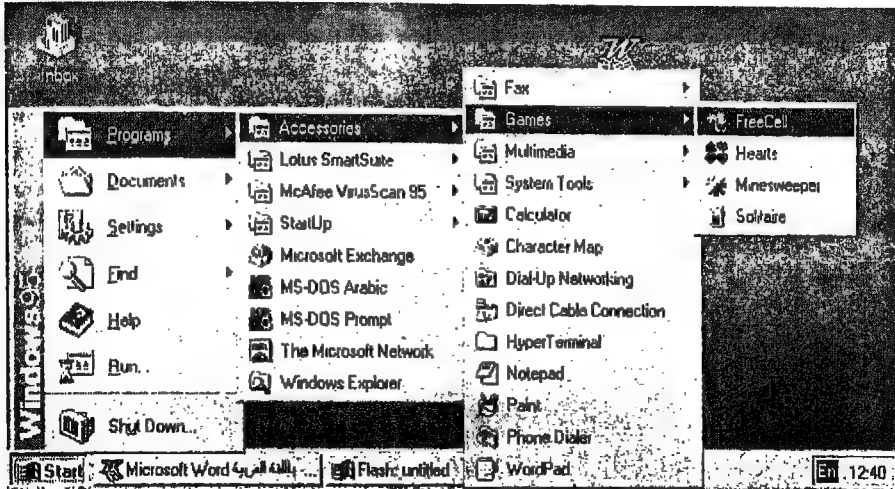 Inbox
W
Windows 95
Programs
Documents
Settings
Find
Help
Run...
Shut Down...
Accessories
Lotus SmartSuite
McAfee VirusScan 95
StartUp
Microsoft Exchange
MS-DOS Arabic
MS-DOS Prompt
The Microsoft Network
Windows Explorer
Fax
Games
Multimedia
System Tools
Calculator
Character Map
Dial-Up Networking
Direct Cable Connection
HyperTerminal
Notepad
Paint
Phone Dialer
WordPad
FreeCell
Hearts
Minesweeper
Solitaire
Start
Microsoft Word ...
Flash: untitled
En 12:40